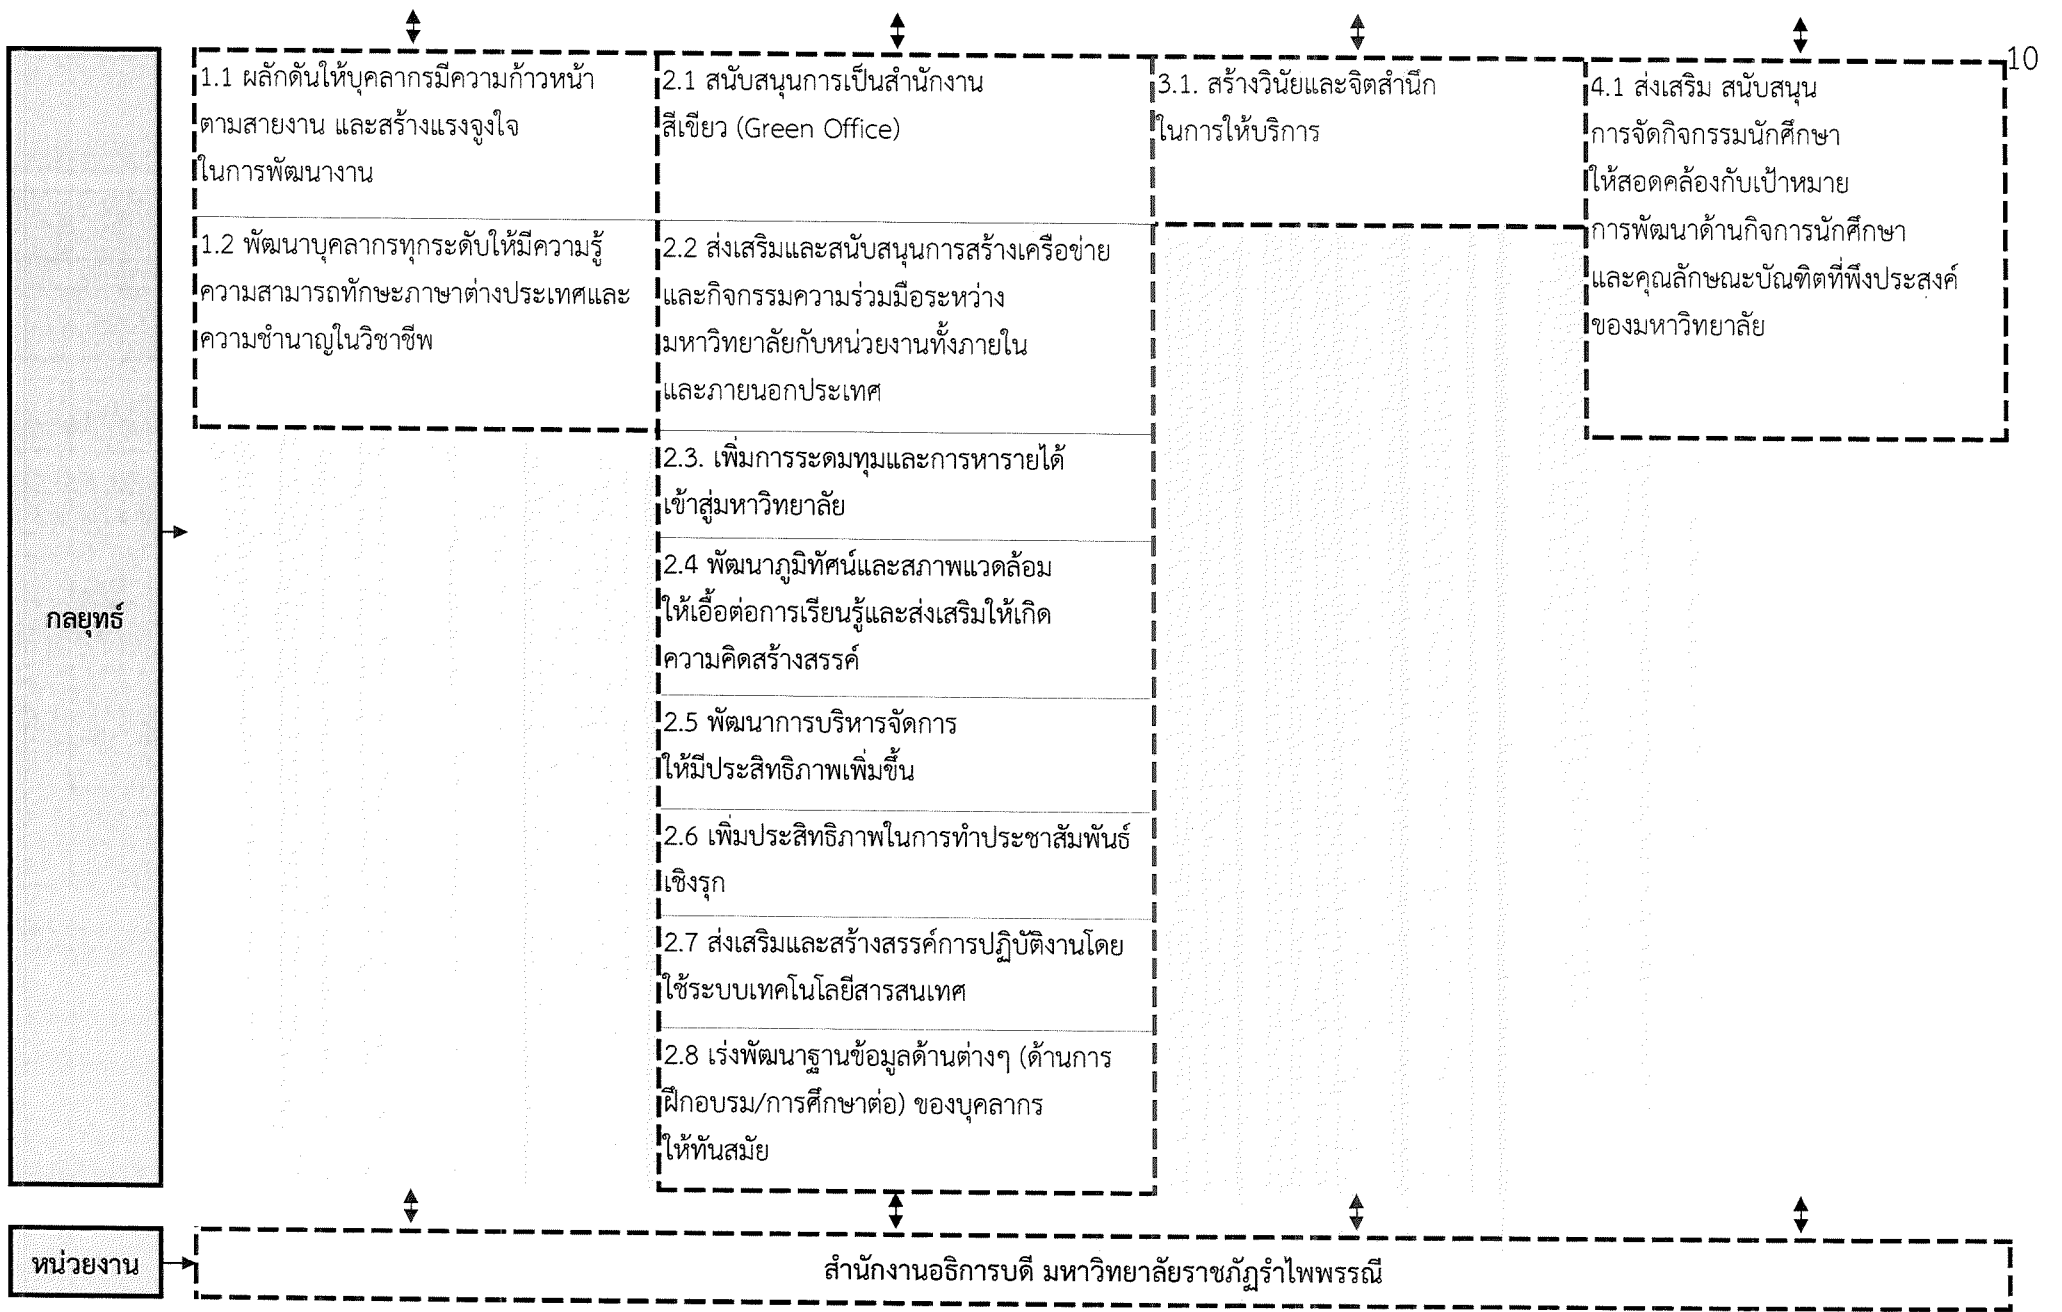 10
กลยุทธ์
1.1 ผลักดันให้บุคลากรมีความก้าวหน้า
ตามสายงาน และสร้างแรงจูงใจ
ในการพัฒนางาน
1.2 พัฒนาบุคลากรทุกระดับให้มีความรู้
ความสามารถทักษะภาษาต่างประเทศและ
ความชำนาญในวิชาชีพ
2.1 สนับสนุนการเป็นสำนักงาน
สีเขียว (Green Office)
2.2 ส่งเสริมและสนับสนุนการสร้างเครือข่าย
และกิจกรรมความร่วมมือระหว่าง
มหาวิทยาลัยกับหน่วยงานทั้งภายใน
และภายนอกประเทศ
2.3. เพิ่มการระดมทุมและการหารายได้
เข้าสู่มหาวิทยาลัย
2.4 พัฒนาภูมิทัศน์และสภาพแวดล้อม
ให้เอื้อต่อการเรียนรู้และส่งเสริมให้เกิด
ความคิดสร้างสรรค์
2.5 พัฒนาการบริหารจัดการ
ให้มีประสิทธิภาพเพิ่มขึ้น
2.6 เพิ่มประสิทธิภาพในการทำประชาสัมพันธ์
เชิงรุก
2.7 ส่งเสริมและสร้างสรรค์การปฏิบัติงานโดย
ใช้ระบบเทคโนโลยีสารสนเทศ
2.8 เร่งพัฒนาฐานข้อมูลด้านต่างๆ (ด้านการ
ฝึกอบรม/การศึกษาต่อ) ของบุคลากร
ให้ทันสมัย
3.1. สร้างวินัยและจิตสำนึก
ในการให้บริการ
4.1 ส่งเสริม สนับสนุน
การจัดกิจกรรมนักศึกษา
ให้สอดคล้องกับเป้าหมาย
การพัฒนาด้านกิจการนักศึกษา
และคุณลักษณะบัณฑิตที่พึงประสงค์
ของมหาวิทยาลัย
หน่วยงาน
สำนักงานอธิการบดี มหาวิทยาลัยราชภัฏรำไพพรรณี